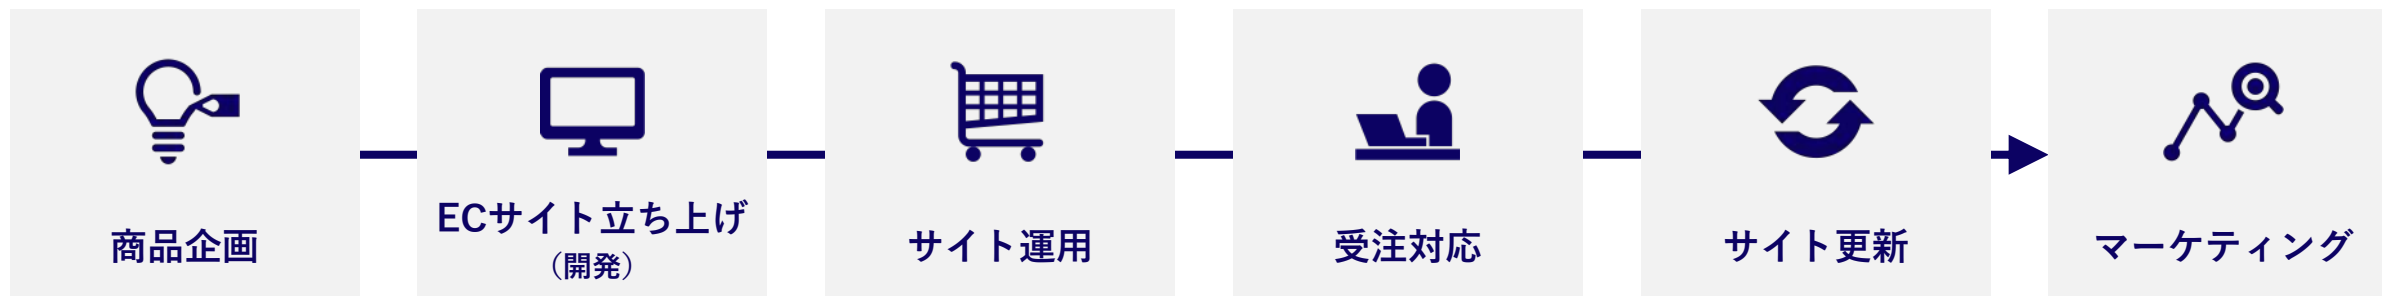 商品企画
ECサイト立ち上げ
（開発）
サイト運用
受注対応
サイト更新
マーケティング